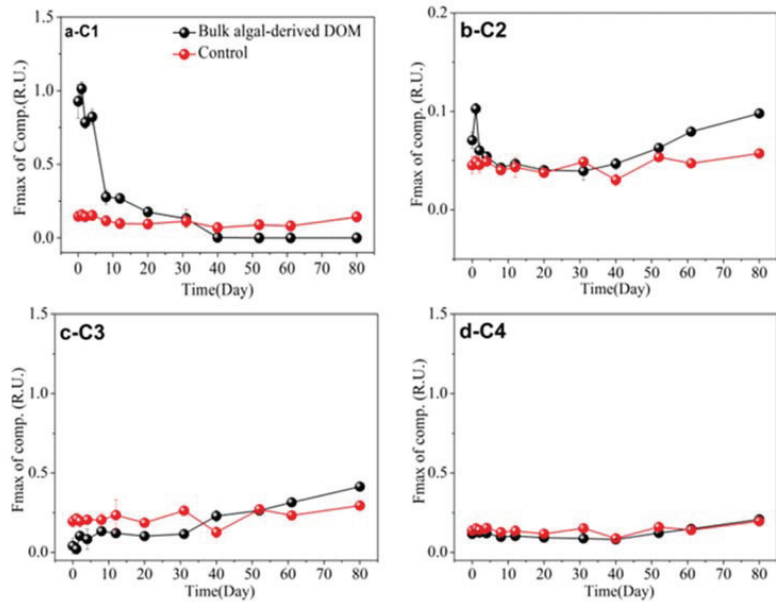 a-C1
Bulk algal-derived DOM
Control
Fmax of Comp.(R.U.)
1.5
1.0
0.5
0.0
0 10 20 30 40 50 60 70 80
Time(Day)
b-C2
Fmax of comp. (R.U.)
0.2
0.1
0.0
0 10 20 30 40 50 60 70 80
Time(Day)
c-C3
Fmax of comp. (R.U.)
1.5
1.0
0.5
0.0
0 10 20 30 40 50 60 70 80
Time(Day)
d-C4
Fmax of comp. (R.U.)
1.5
1.0
0.5
0.0
0 10 20 30 40 50 60 70 80
Time(Day)